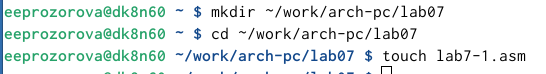 eeprozorova@dk8n60 ~ $ mkdir ~/work/arch-pc/lab07
eeprozorova@dk8n60 ~ $ cd ~/work/arch-pc/lab07
eeprozorova@dk8n60 ~/work/arch-pc/lab07 $ touch lab7-1.asm